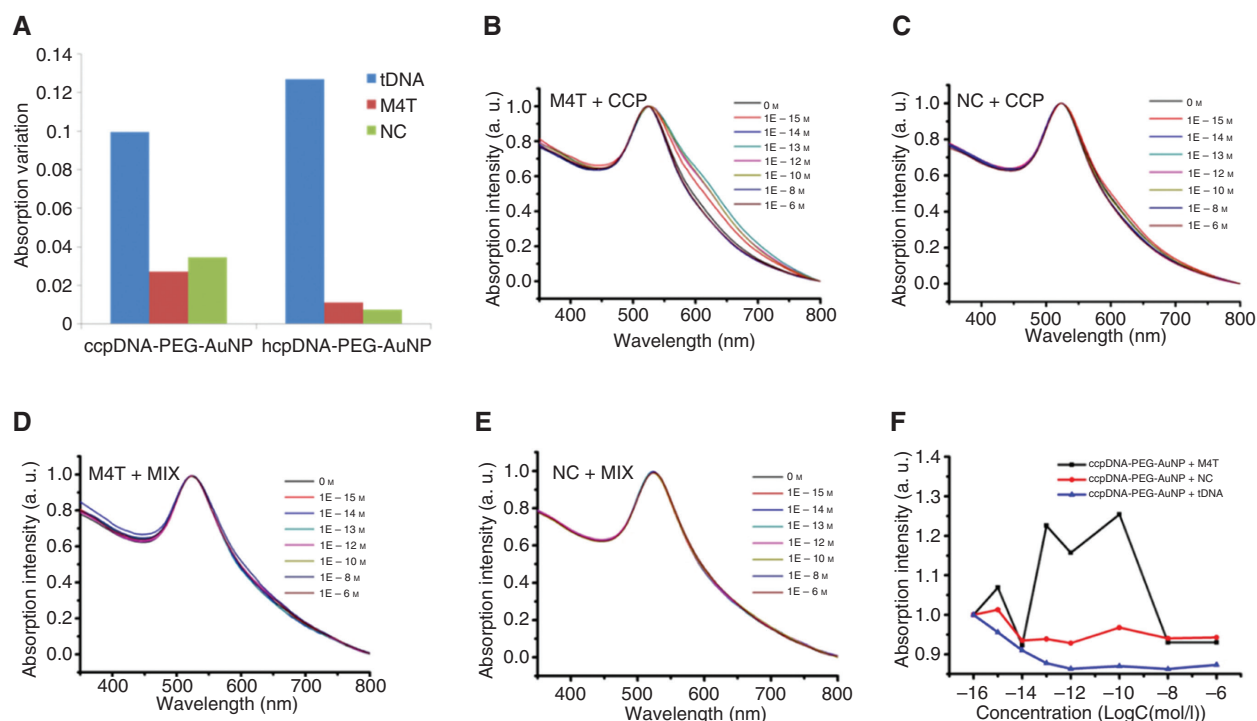 A
0.14
0.12
0.1
0.08
0.06
0.04
0.02
0
Absorption variation
tDNA
M4T
NC
ccpDNA-PEG-AuNP
hcpDNA-PEG-AuNP
B
M4T + CCP
1.0
0.8
0.6
0.4
0.2
0.0
Absorption intensity (a. u.)
0 M
1E – 15 M
1E – 14 M
1E – 13 M
1E – 12 M
1E – 10 M
1E – 8 M
1E – 6 M
400 500 600 700 800
Wavelength (nm)
C
NC + CCP
1.0
0.8
0.6
0.4
0.2
0.0
Absorption intensity (a. u.)
0 M
1E – 15 M
1E – 14 M
1E – 13 M
1E – 12 M
1E – 10 M
1E – 8 M
1E – 6 M
400 500 600 700 800
Wavelength (nm)
D
M4T + MIX
1.0
0.8
0.6
0.4
0.2
0.0
Absorption intensity (a. u.)
0 M
1E – 15 M
1E – 14 M
1E – 13 M
1E – 12 M
1E – 10 M
1E – 8 M
1E – 6 M
400 500 600 700 800
Wavelength (nm)
E
NC + MIX
1.0
0.8
0.6
0.4
0.2
0.0
Absorption intensity (a. u.)
0 M
1E – 15 M
1E – 14 M
1E – 13 M
1E – 12 M
1E – 10 M
1E – 8 M
1E – 6 M
400 500 600 700 800
Wavelength (nm)
F
1.4
1.3
1.2
1.0
0.9
Absorption intensity (a. u.)
ccpDNA-PEG-AuNP + M4T
ccpDNA-PEG-AuNP + NC
ccpDNA-PEG-AuNP + tDNA
–16 –14 –12 –10 –8 –6
Concentration (LogC(mol/l)